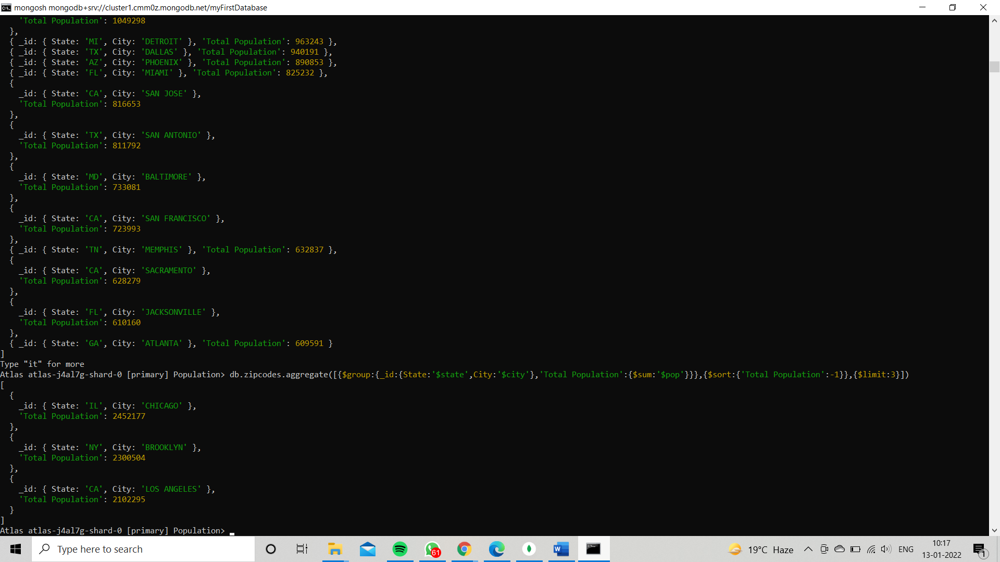 mongosh mongodb+srv://cluster1.cmm0z.mongodb.net/myFirstDatabase
    'Total Population': 1049298
  },
  { _id: { State: 'MI', City: 'DETROIT' }, 'Total Population': 963243 },
  { _id: { State: 'TX', City: 'DALLAS' }, 'Total Population': 940191 },
  { _id: { State: 'AZ', City: 'PHOENIX' }, 'Total Population': 890853 },
  { _id: { State: 'FL', City: 'MIAMI' }, 'Total Population': 825232 },
  {
    _id: { State: 'CA', City: 'SAN JOSE' },
    'Total Population': 816653
  },
  {
    _id: { State: 'TX', City: 'SAN ANTONIO' },
    'Total Population': 811792
  },
  {
    _id: { State: 'MD', City: 'BALTIMORE' },
    'Total Population': 733081
  },
  {
    _id: { State: 'CA', City: 'SAN FRANCISCO' },
    'Total Population': 723993
  },
  { _id: { State: 'TN', City: 'MEMPHIS' }, 'Total Population': 632837 },
  {
    _id: { State: 'CA', City: 'SACRAMENTO' },
    'Total Population': 628279
  },
  {
    _id: { State: 'FL', City: 'JACKSONVILLE' },
    'Total Population': 610160
  },
  { _id: { State: 'GA', City: 'ATLANTA' }, 'Total Population': 609591 }
]
Type "it" for more
Atlas atlas-j4al7g-shard-0 [primary] Population> db.zipcodes.aggregate([{$group:{_id:{State:'$state',City:'$city'},'Total Population':{$sum:'$pop'}}},{$sort:{'Total Population':-1}},{$limit:3}])
[
  {
    _id: { State: 'IL', City: 'CHICAGO' },
    'Total Population': 2452177
  },
  {
    _id: { State: 'NY', City: 'BROOKLYN' },
    'Total Population': 2300504
  },
  {
    _id: { State: 'CA', City: 'LOS ANGELES' },
    'Total Population': 2102295
  }
]
Atlas atlas-j4al7g-shard-0 [primary] Population>
Type here to search
61
W
19°C Haze
ENG
10:17
13-01-2022
1